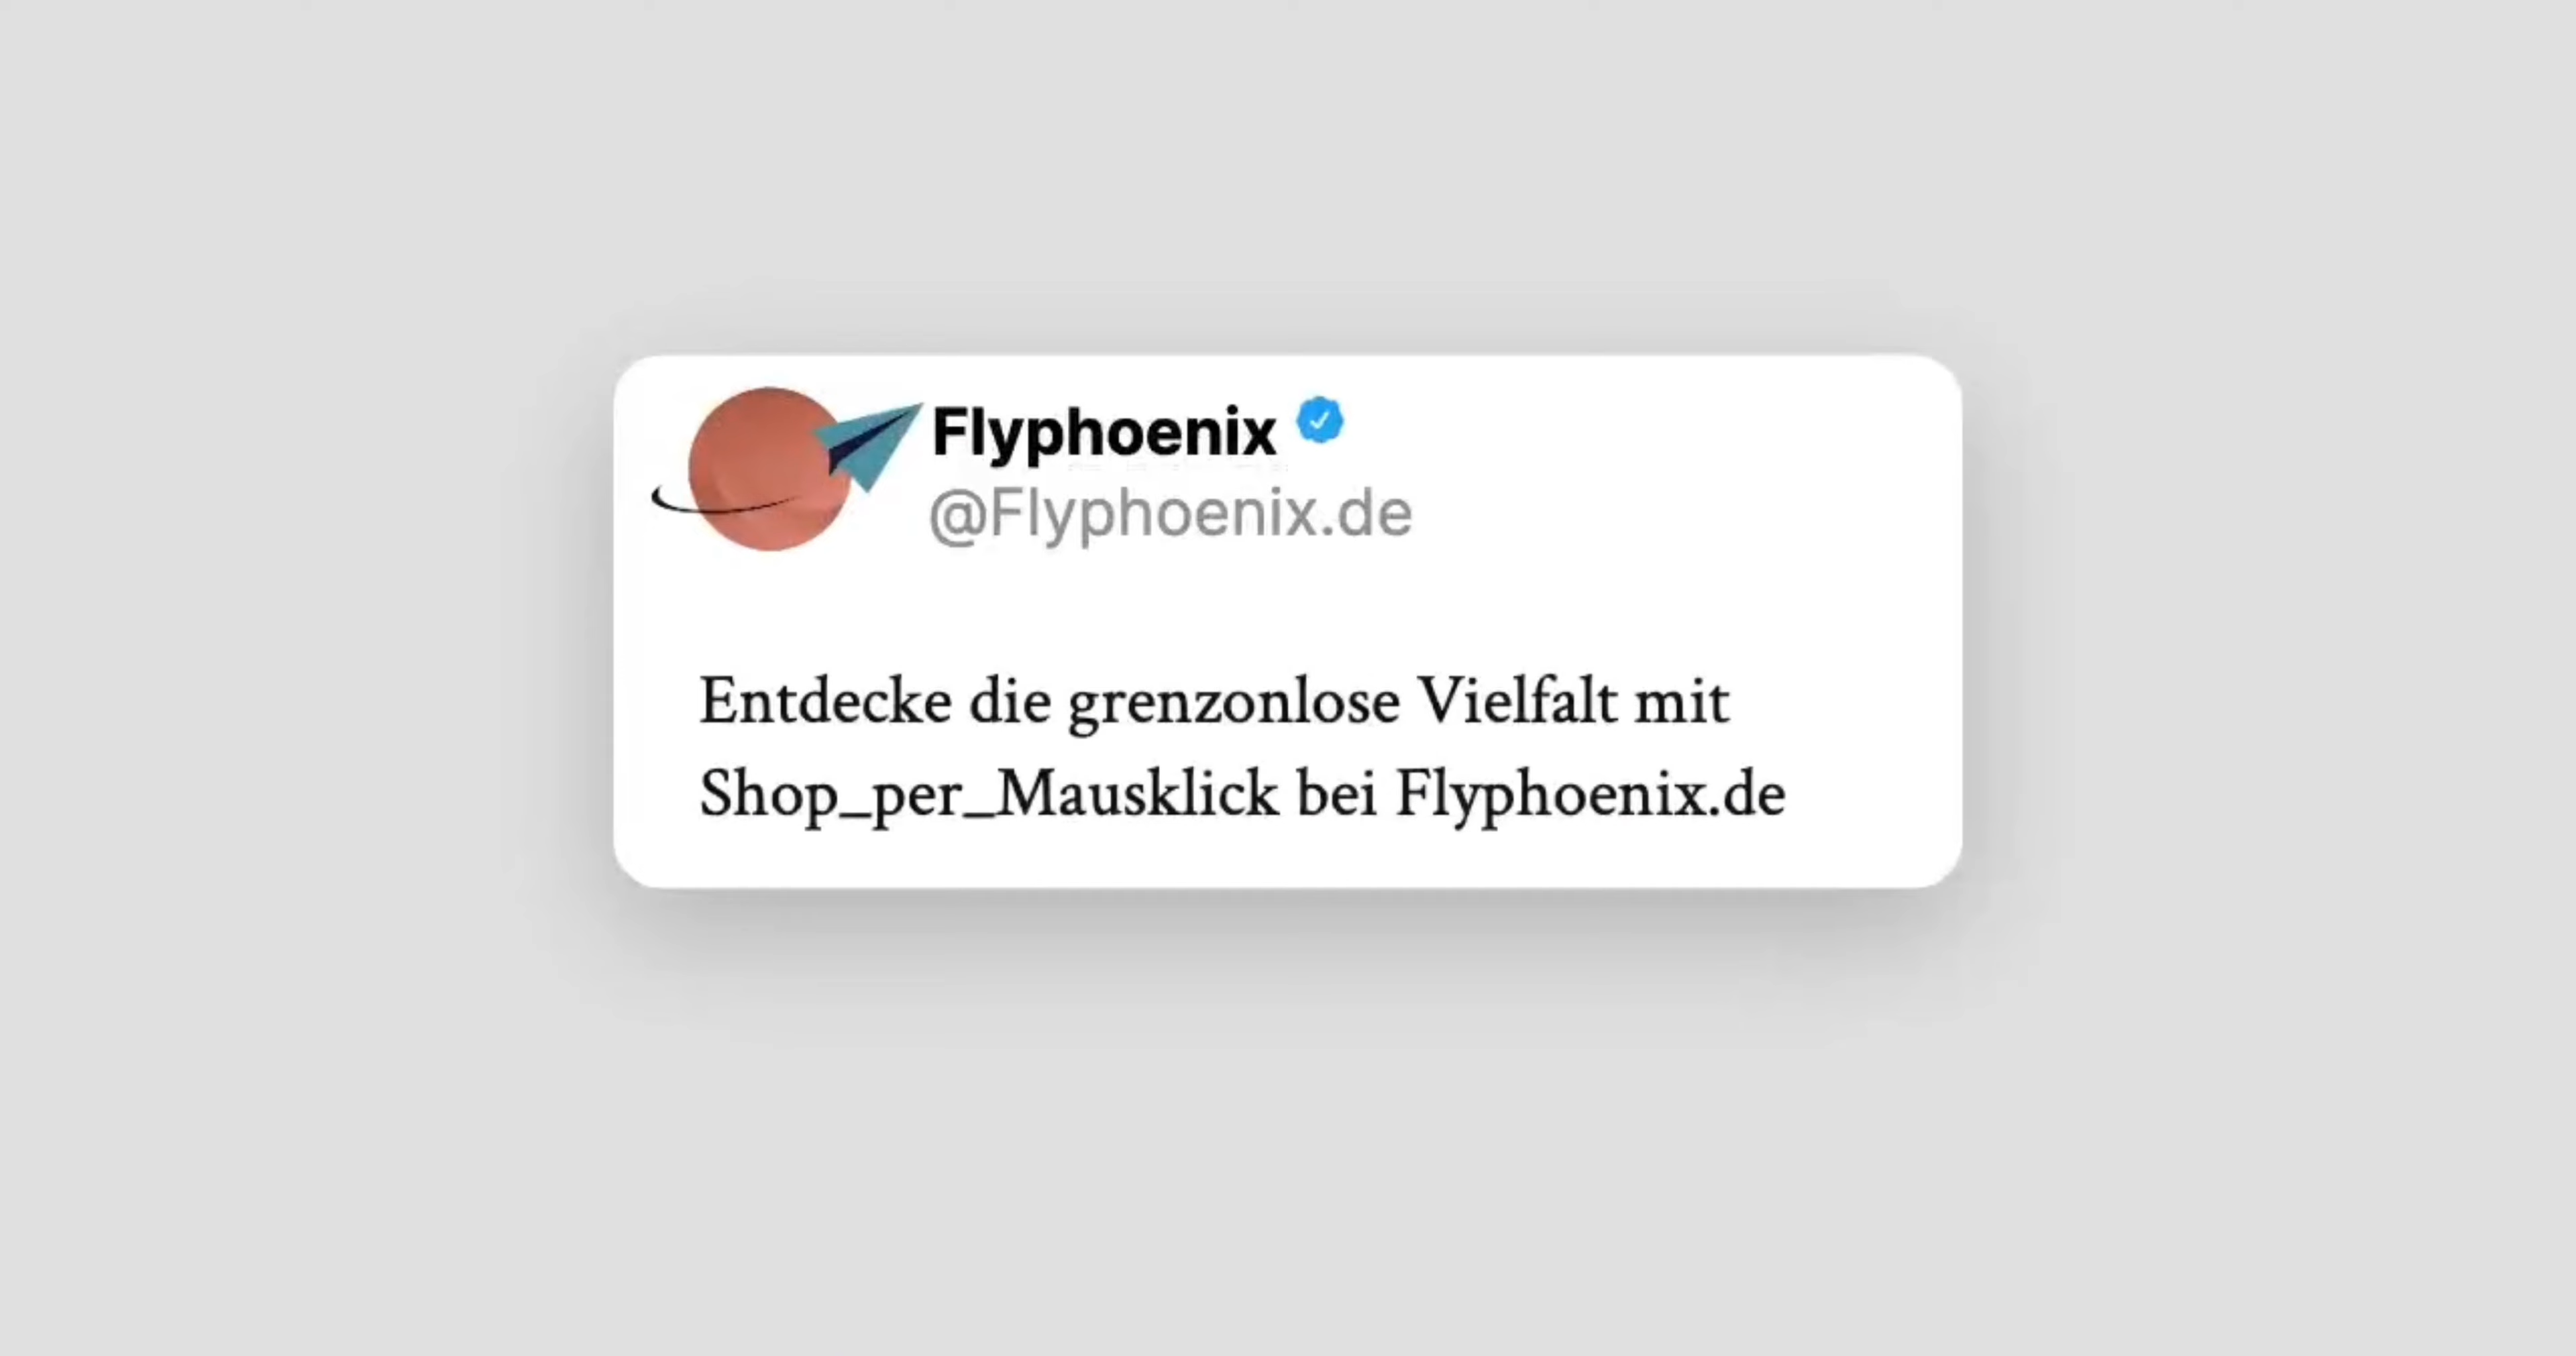 Flyphoenix
@Flyphoenix.de
Entdecke die grenzonlose Vielfalt mit
Shop_per_Mausklick bei Flyphoenix.de